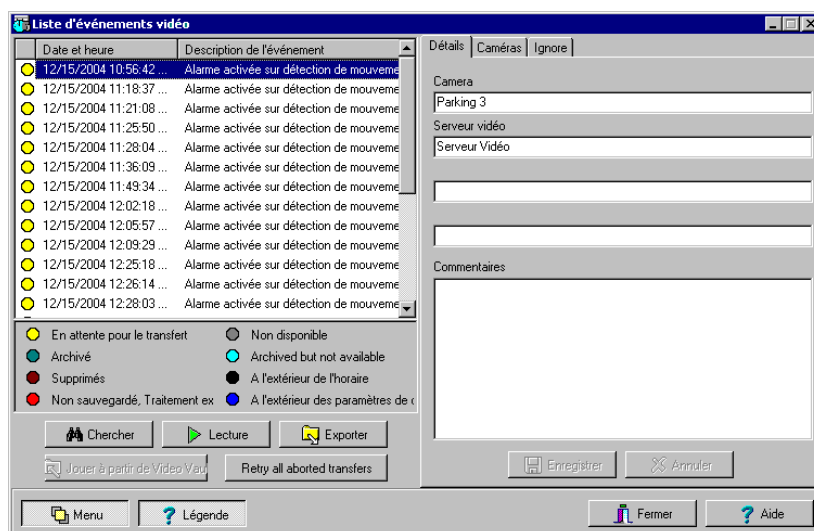 Liste d'événements vidéo
Date et heure Description de l'événement
12/15/2004 10:56:42 ... Alarme activée sur détection de mouveme
12/15/2004 11:18:37 ... Alarme activée sur détection de mouveme
12/15/2004 11:21:08 ... Alarme activée sur détection de mouveme
12/15/2004 11:25:50 ... Alarme activée sur détection de mouveme
12/15/2004 11:28:04 ... Alarme activée sur détection de mouveme
12/15/2004 11:36:09 ... Alarme activée sur détection de mouveme
12/15/2004 11:49:34 ... Alarme activée sur détection de mouveme
12/15/2004 12:02:18 ... Alarme activée sur détection de mouveme
12/15/2004 12:05:57 ... Alarme activée sur détection de mouveme
12/15/2004 12:09:29 ... Alarme activée sur détection de mouveme
12/15/2004 12:25:18 ... Alarme activée sur détection de mouveme
12/15/2004 12:26:14 ... Alarme activée sur détection de mouveme
12/15/2004 12:28:03 ... Alarme activée sur détection de mouveme
En attente pour le transfert Non disponible
Archivé Archived but not available
Supprimés A l'extérieur de l'horaire
Non sauvegardé, Traitement ex A l'extérieur des paramètres de
Chercher Lecture Exporter
Jouer à partir de Video Vau Retry all aborted transfers
Détails Caméras Ignore
Camera
Parking 3
Serveur vidéo
Serveur Vidéo
Commentaires
Enregistrer Annuler
Menu Légende Fermer Aide